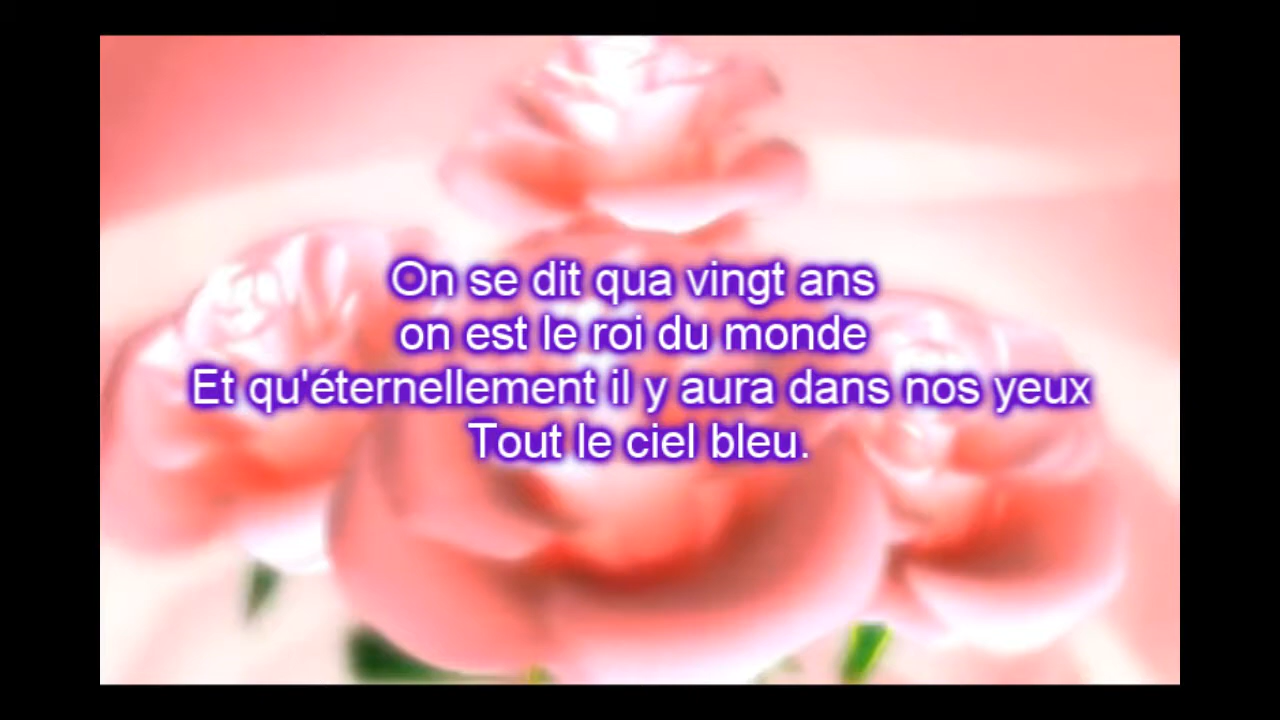 On se dit qua vingt ans
on est le roi du monde
Et qu'éternellement il y aura dans nos yeux
Tout le ciel bleu.